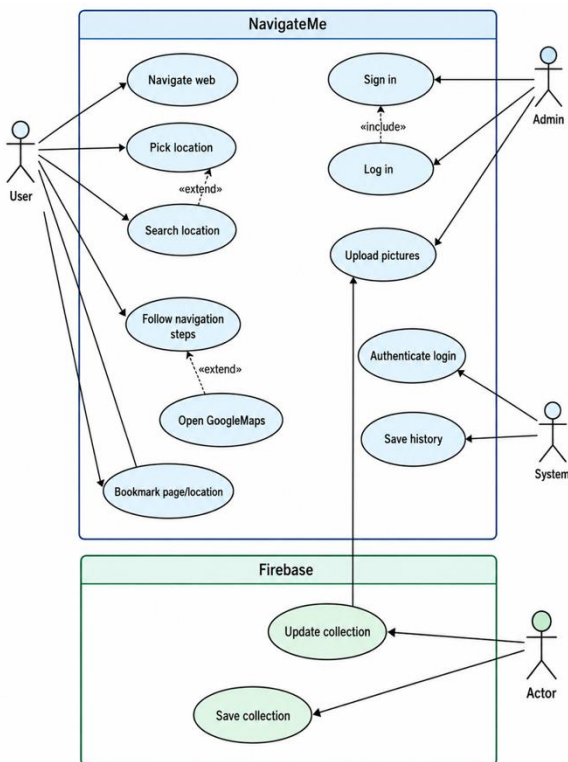 NavigateMe
Navigate web
Sign in
Admin
«include»
Pick location
User
«extend»
Log in
Search location
Upload pictures
Follow navigation
steps
Authenticate login
«extend»
Open GoogleMaps
Save history
System
Bookmark page/location
Firebase
Update collection
Actor
Save collection